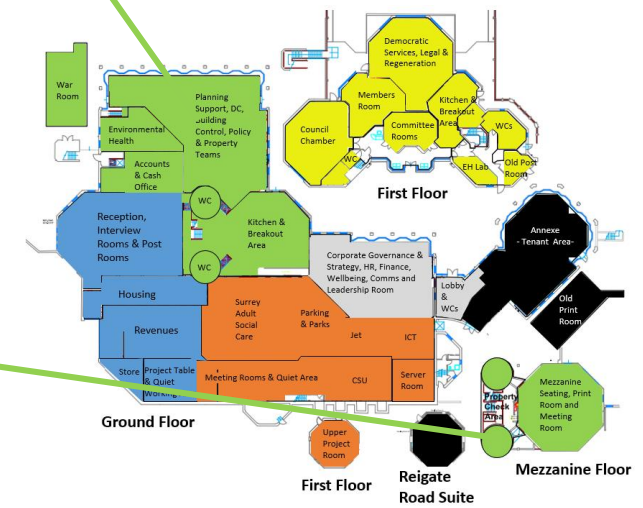 War
Room
Planning
Support, DC,
Building
Control, Policy
& Property
Teams
Environmental
Health
Accounts
& Cash
Office
WC
Reception,
Interview
Rooms & Post
Rooms
Kitchen &
Breakout
Area
WC
Housing
Revenues
Store
Project Table
& Quiet
Working
Surrey
Adult
Social
Care
Parking
& Parks
Jet
ICT
Meeting Rooms & Quiet Area
CSU
Server
Room
Corporate Governance &
Strategy, HR, Finance,
Wellbeing, Comms and
Leadership Room
Lobby
&
WCs
Annexe
- Tenant Area-
Old
Print
Room
Ground Floor
Democratic
Services, Legal &
Regeneration
Members
Room
Kitchen &
Breakout
Area
Council
Chamber
Committee
Rooms
WCs
WC
EH Lab
Old Post
Room
First Floor
Upper
Project
Room
First Floor
Reigate
Road Suite
Property
Check
Area
Mezzanine
Seating, Print
Room and
Meeting
Room
Mezzanine Floor